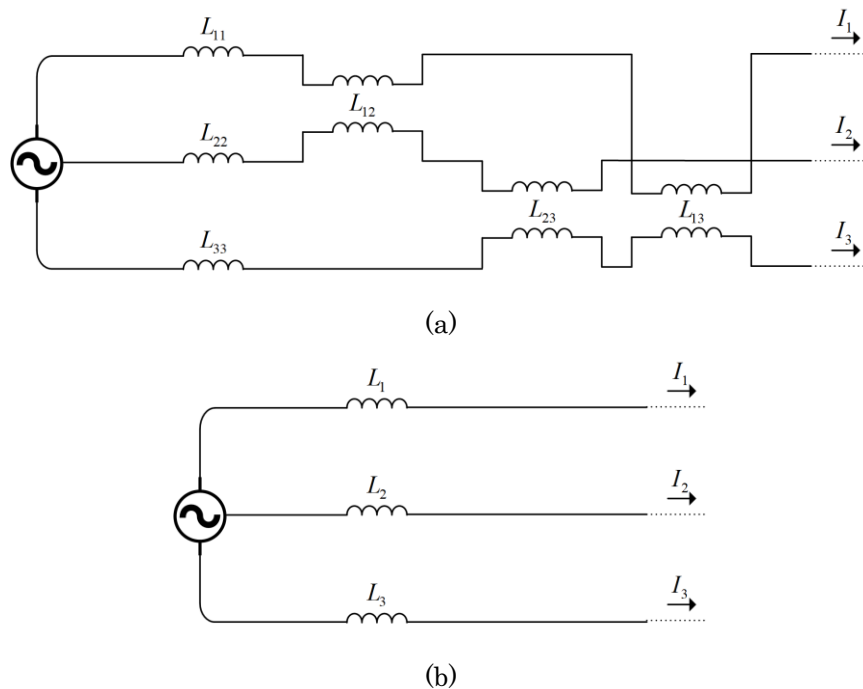 L₁₁
I₁
L₁₂
L₂₂
I₂
L₂₃
L₁₃
L₃₃
I₃
(a)
L₁
I₁
L₂
I₂
L₃
I₃
(b)